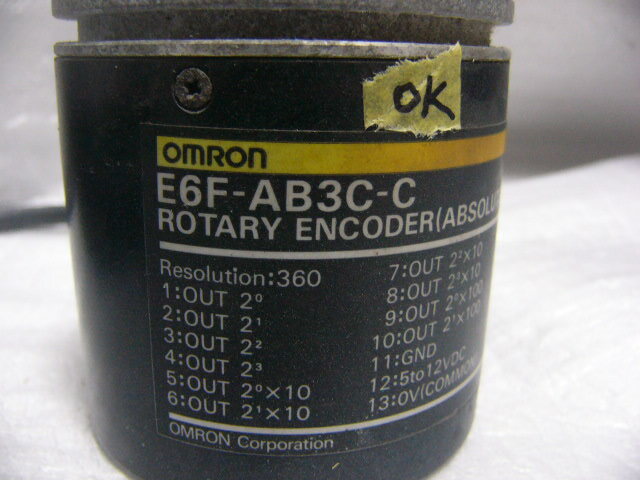 OK
OMRON
E6F-AB3C-C
ROTARY ENCODER(ABSOLU
Resolution:360
1:OUT 2⁰
2:OUT 2¹
3:OUT 2²
4:OUT 2³
5:OUT 2⁰×10
6:OUT 2¹×10
7:OUT 2²×10
8:OUT 2³×10
9:OUT 2⁰×100
10:OUT 2¹×100
11:GND
12:5to12VDC
13:0V(COMMON
OMRON Corporation